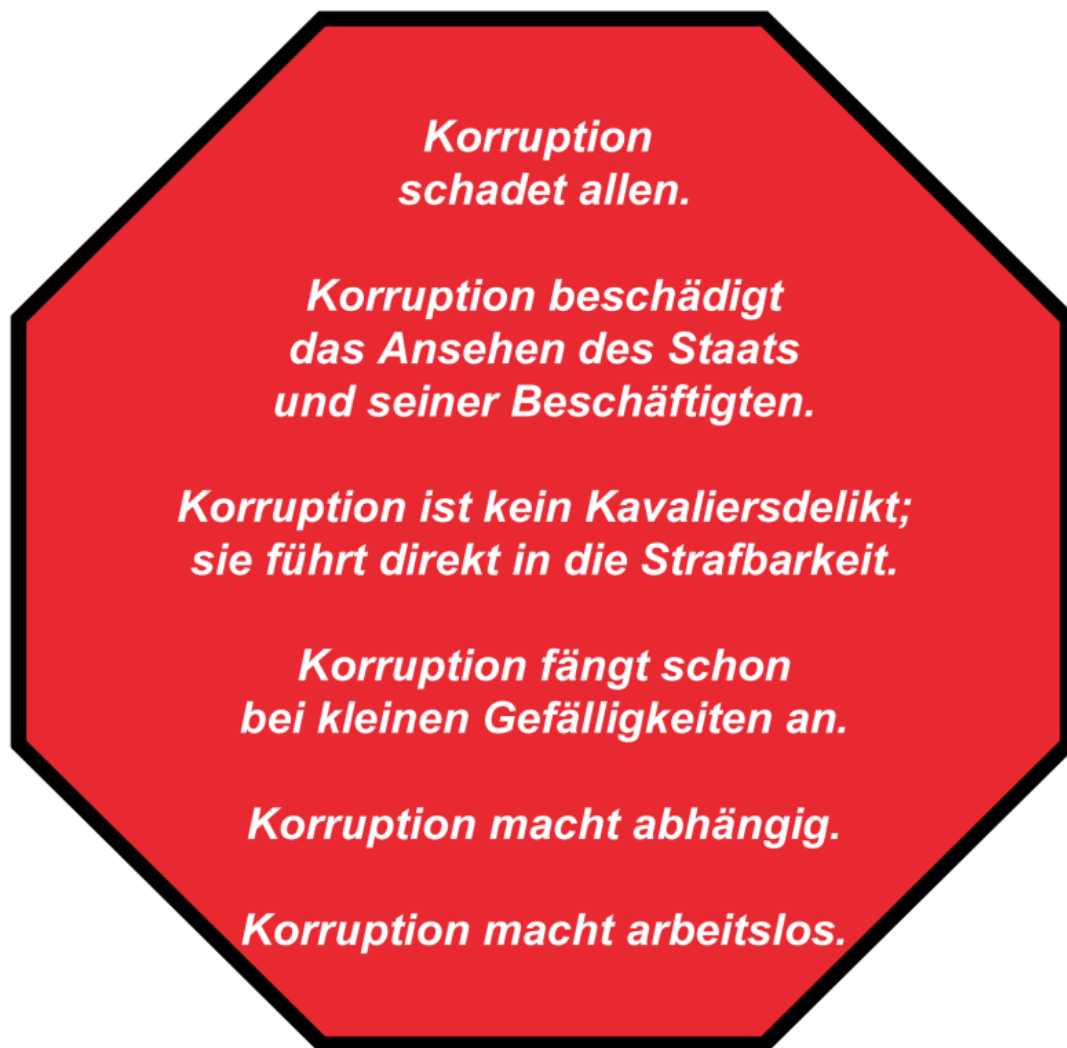 Korruption
schadet allen.
Korruption beschädigt
das Ansehen des Staats
und seiner Beschäftigten.
Korruption ist kein Kavaliersdelikt;
sie führt direkt in die Strafbarkeit.
Korruption fängt schon
bei kleinen Gefälligkeiten an.
Korruption macht abhängig.
Korruption macht arbeitslos.